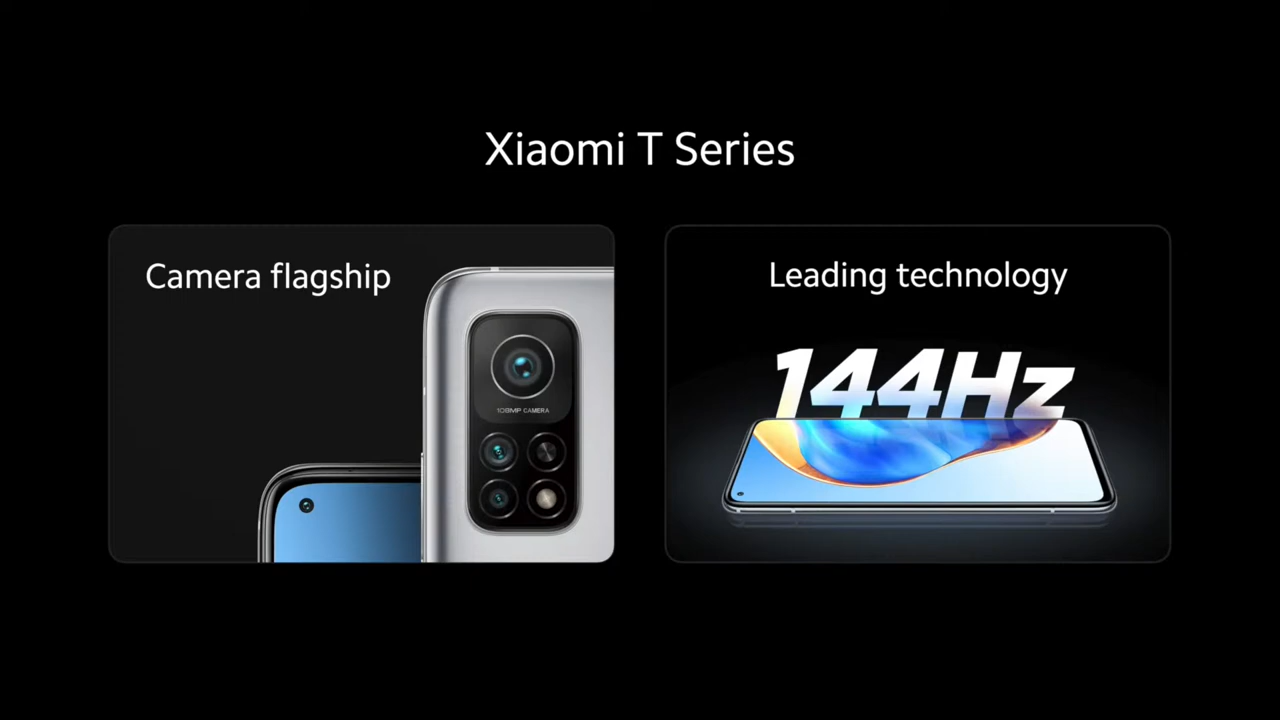 Xiaomi T Series
Camera flagship
108MP CAMERA
Leading technology
144Hz